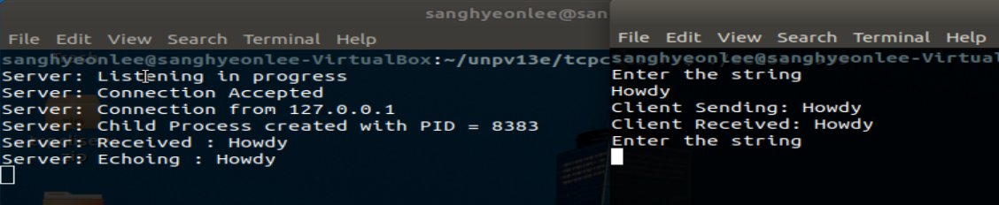 sanghyeonlee@san
File Edit View Search Terminal Help
sanghyeonlee@sanghyeonlee-VirtualBox:~/unpv13e/tcpc
Server: Listening in progress
Server: Connection Accepted
Server: Connection from 127.0.0.1
Server: Child Process created with PID = 8383
Server: Received : Howdy
Server: Echoing : Howdy
File Edit View Search Terminal Help
sanghyeonlee@sanghyeonlee-Virtual
Enter the string
Howdy
Client Sending: Howdy
Client Received: Howdy
Enter the string